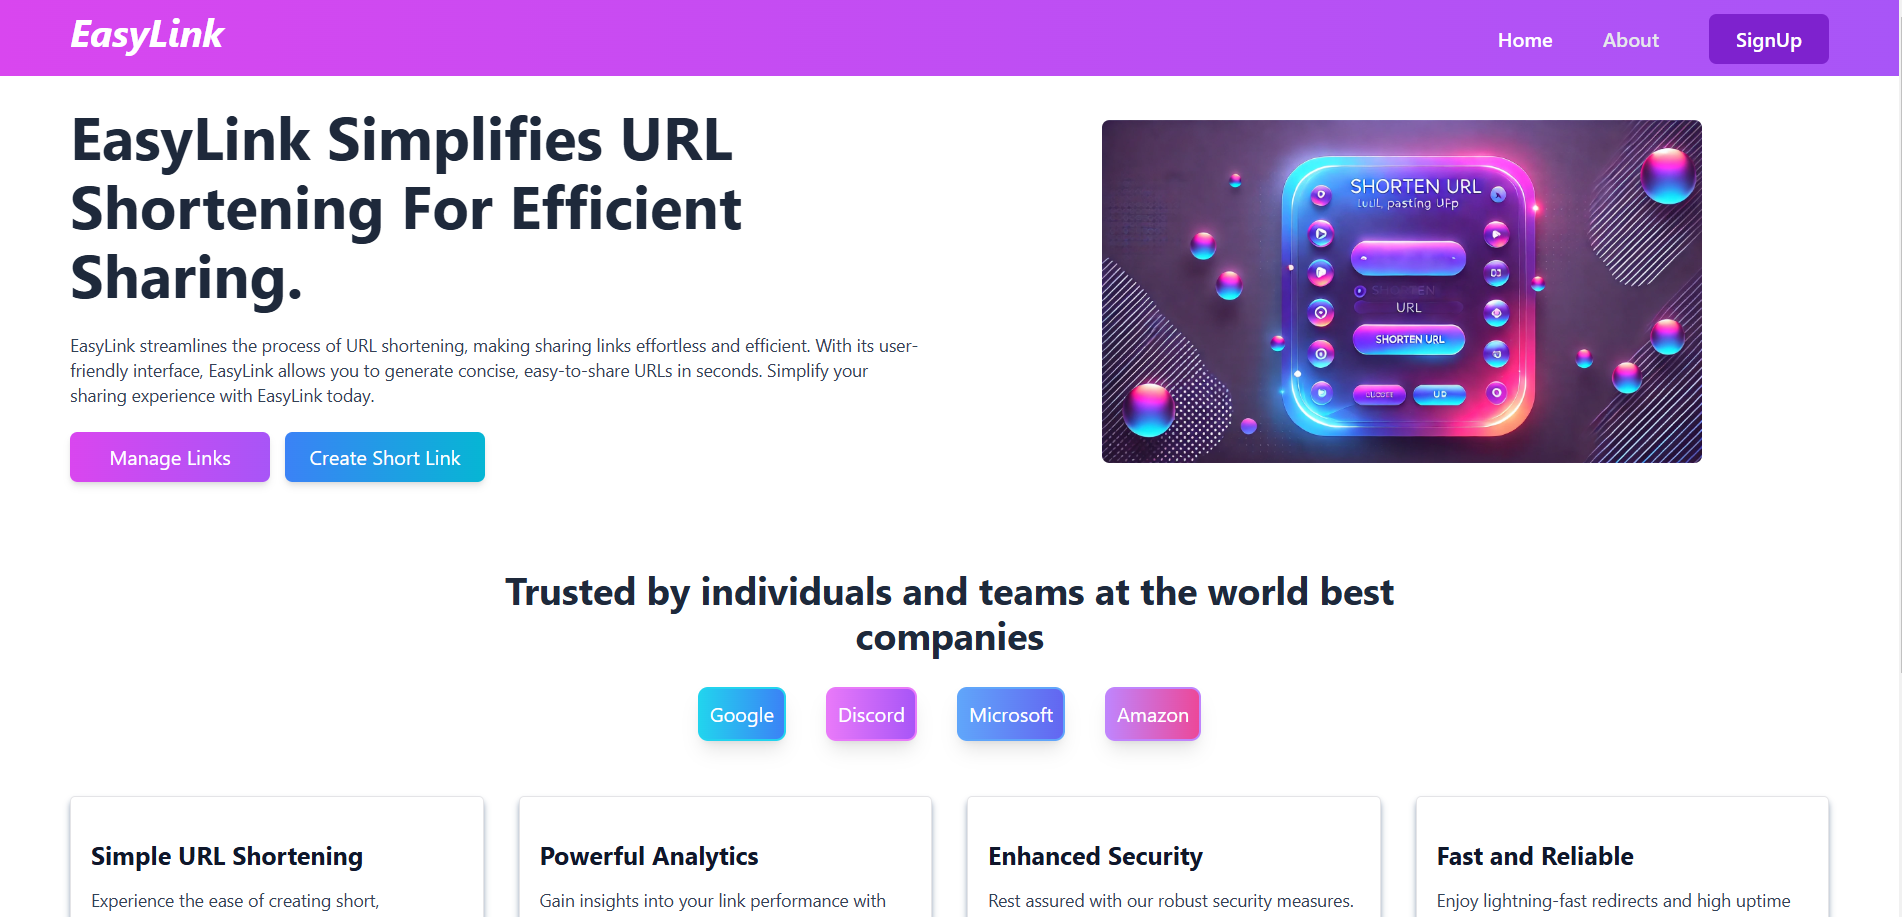 EasyLink
Home
About
SignUp
EasyLink Simplifies URL
Shortening For Efficient
Sharing.
EasyLink streamlines the process of URL shortening, making sharing links effortless and efficient. With its user-
friendly interface, EasyLink allows you to generate concise, easy-to-share URLs in seconds. Simplify your
sharing experience with EasyLink today.
Manage Links
Create Short Link
SHORTEN URL
pasting
SHORTEN
URL
SHORTEN URL
UP
Trusted by individuals and teams at the world best
companies
Google
Discord
Microsoft
Amazon
Simple URL Shortening
Experience the ease of creating short,
Powerful Analytics
Gain insights into your link performance with
Enhanced Security
Rest assured with our robust security measures.
Fast and Reliable
Enjoy lightning-fast redirects and high uptime